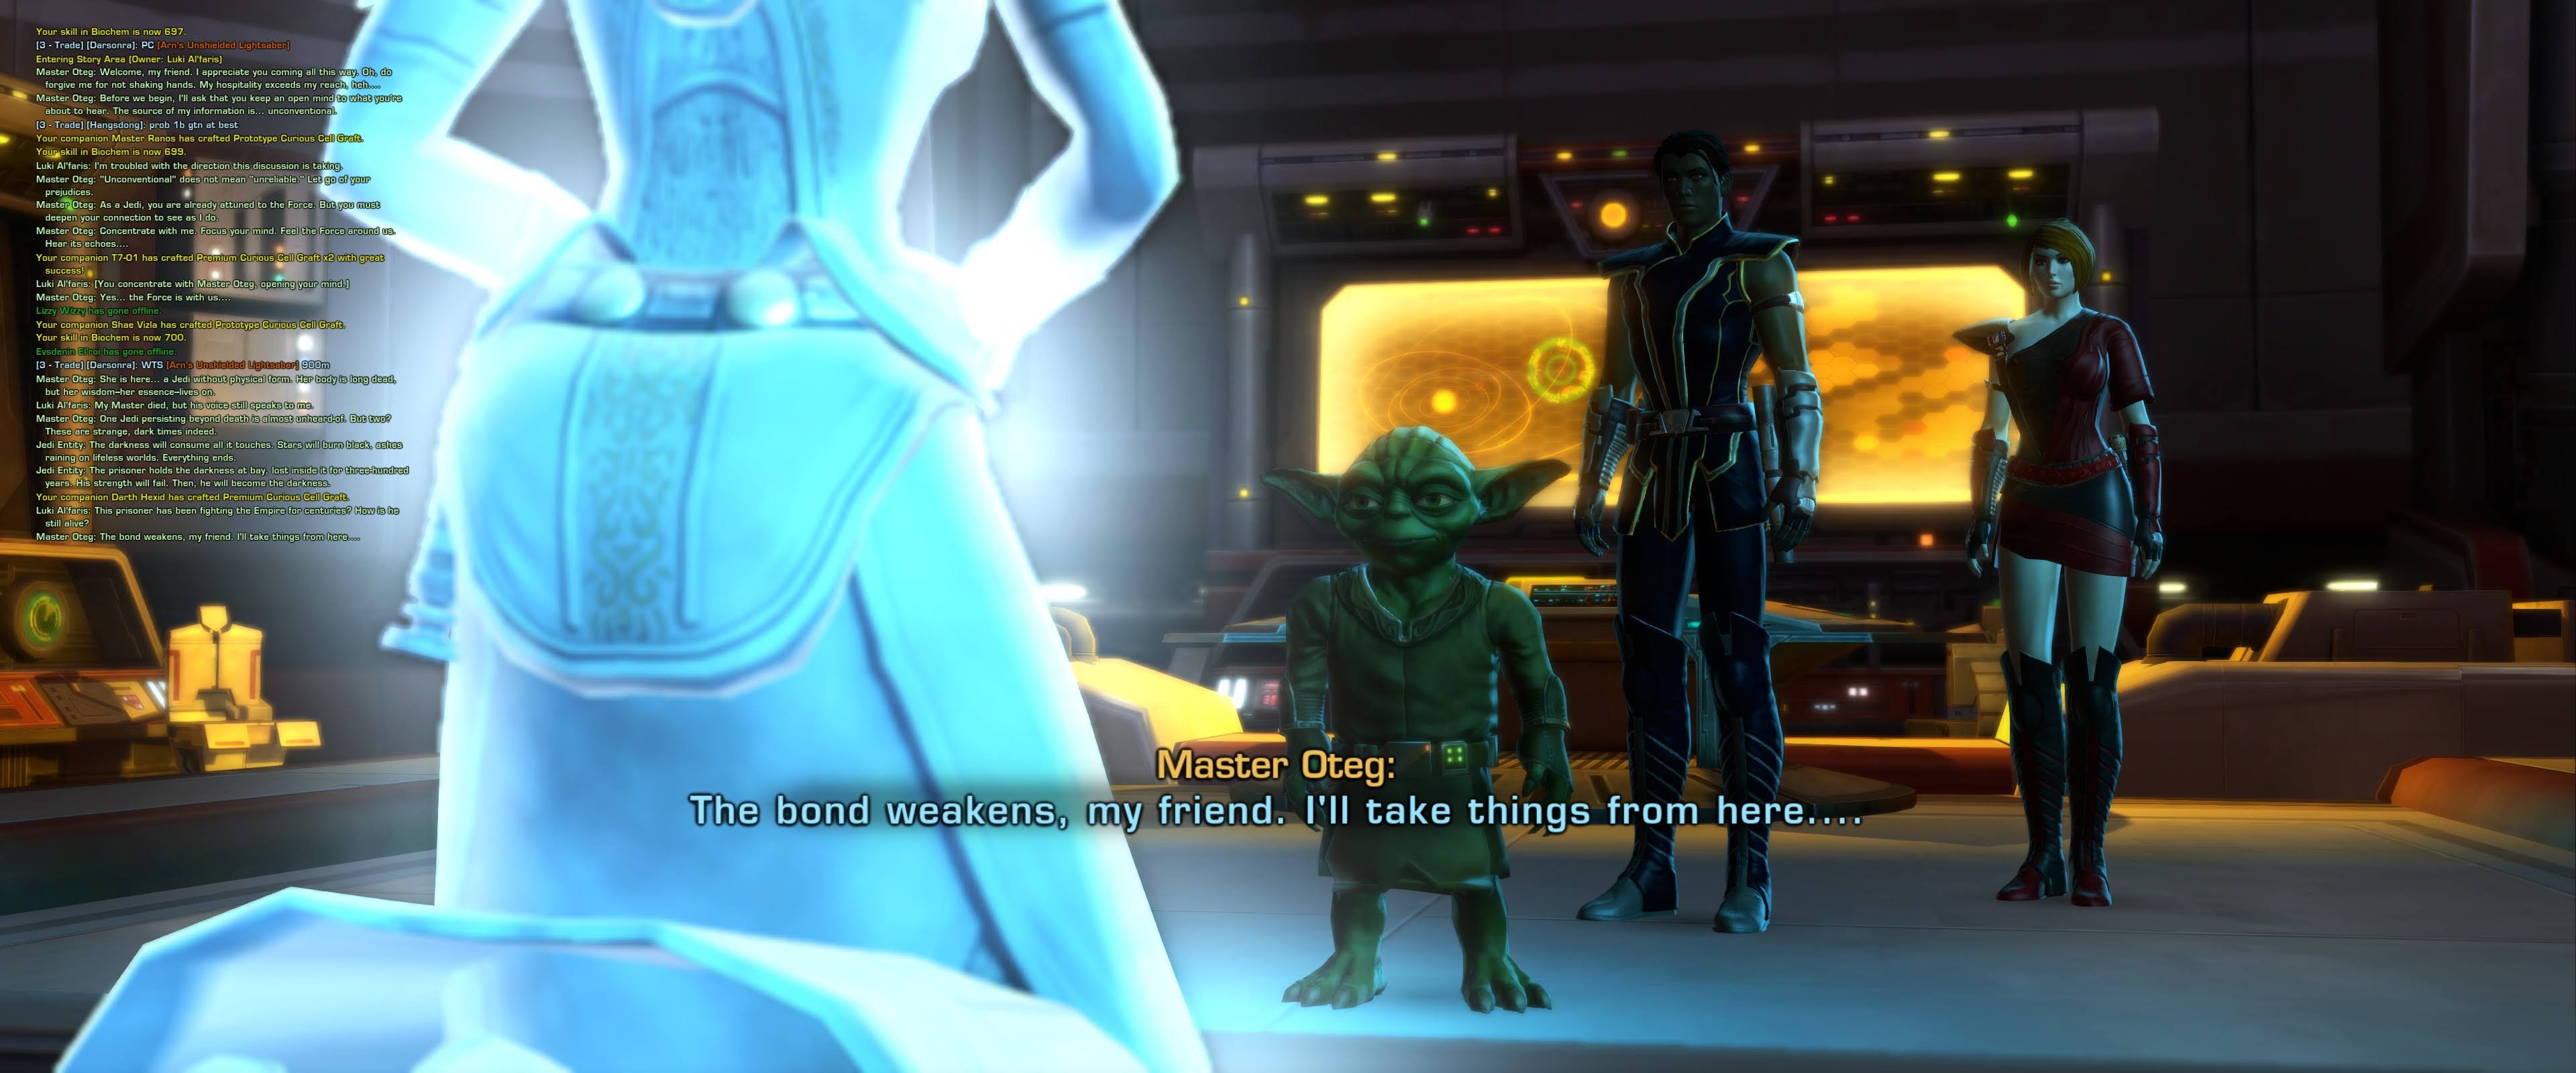 Your skill in Biochem is now 697.
[3 - Trade] [Darsonra]: PC [Arn's Unshielded Lightsaber]
Entering Story Area (Owner: Luki Al'faris)
Master Oteg: Welcome, my friend. I appreciate you coming all this way. Oh, do
forgive me for not shaking hands. My hospitality exceeds my reach, heh....
Master Oteg: Before we begin, I'll ask that you keep an open mind to what you're
about to hear. The source of my information is... unconventional.
[3 - Trade] [Hangsdong]: prob 1b gtn at best
Your companion Master Ranos has crafted Prototype Curious Cell Graft.
Your skill in Biochem is now 699.
Luki Al'faris: I'm troubled with the direction this discussion is taking.
Master Oteg: "Unconventional" does not mean "unreliable." Let go of your
prejudices.
Master Oteg: As a Jedi, you are already attuned to the Force. But you must
deepen your connection to see as I do.
Master Oteg: Concentrate with me. Focus your mind. Feel the Force around us.
Hear its echoes....
Your companion T7-O1 has crafted Premium Curious Cell Graft x2 with great
success!
Luki Al'faris: [You concentrate with Master Oteg, opening your mind.]
Master Oteg: Yes... the Force is with us....
Lizzy Wizzy has gone offline.
Your companion Shae Vizla has crafted Prototype Curious Cell Graft.
Your skill in Biochem is now 700.
Evsdenin El'roi has gone offline.
[3 - Trade] [Darsonra]: WTS [Arn's Unshielded Lightsaber] 900m
Master Oteg: She is here... a Jedi without physical form. Her body is long dead,
but her wisdom—her essence—lives on.
Luki Al'faris: My Master died, but his voice still speaks to me.
Master Oteg: One Jedi persisting beyond death is almost unheard-of. But two?
These are strange, dark times indeed.
Jedi Entity: The darkness will consume all it touches. Stars will burn black, ashes
raining on lifeless worlds. Everything ends.
Jedi Entity: The prisoner holds the darkness at bay, lost inside it for three-hundred
years. His strength will fail. Then, he will become the darkness.
Your companion Darth Hexid has crafted Premium Curious Cell Graft.
Luki Al'faris: This prisoner has been fighting the Empire for centuries? How is he
still alive?
Master Oteg: The bond weakens, my friend. I'll take things from here....
Master Oteg:
The bond weakens, my friend. I'll take things from here....